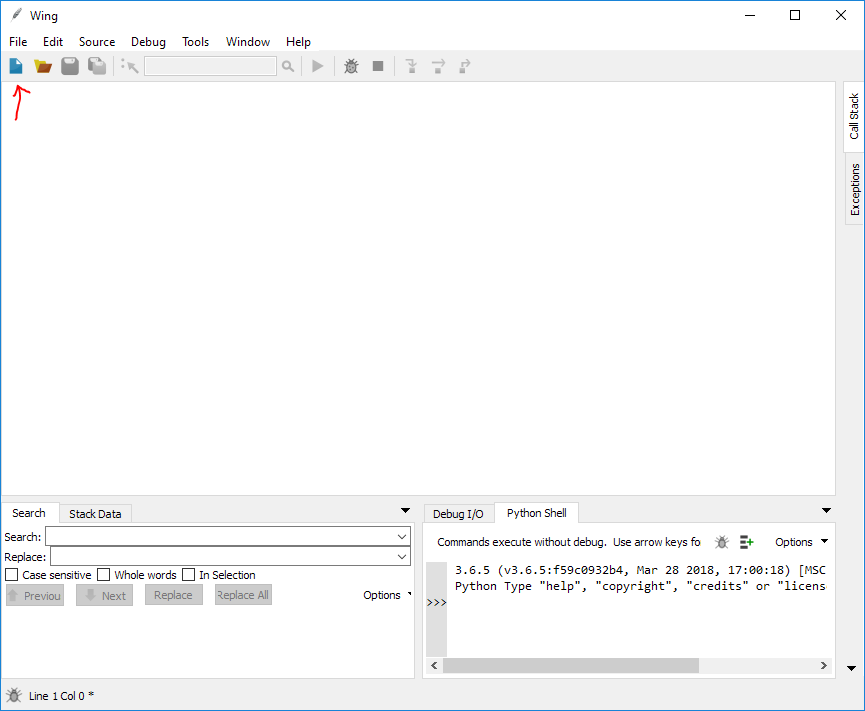 Wing
File Edit Source Debug Tools Window Help
Call Stack
Exceptions
Search Stack Data
Search:
Replace:
Case sensitive Whole words In Selection
Previou Next Replace Replace All Options
Debug I/O Python Shell
Commands execute without debug. Use arrow keys fo Options
3.6.5 (v3.6.5:f59c0932b4, Mar 28 2018, 17:00:18) [MSC
Python Type "help", "copyright", "credits" or "licens
>>>
Line 1 Col 0 *